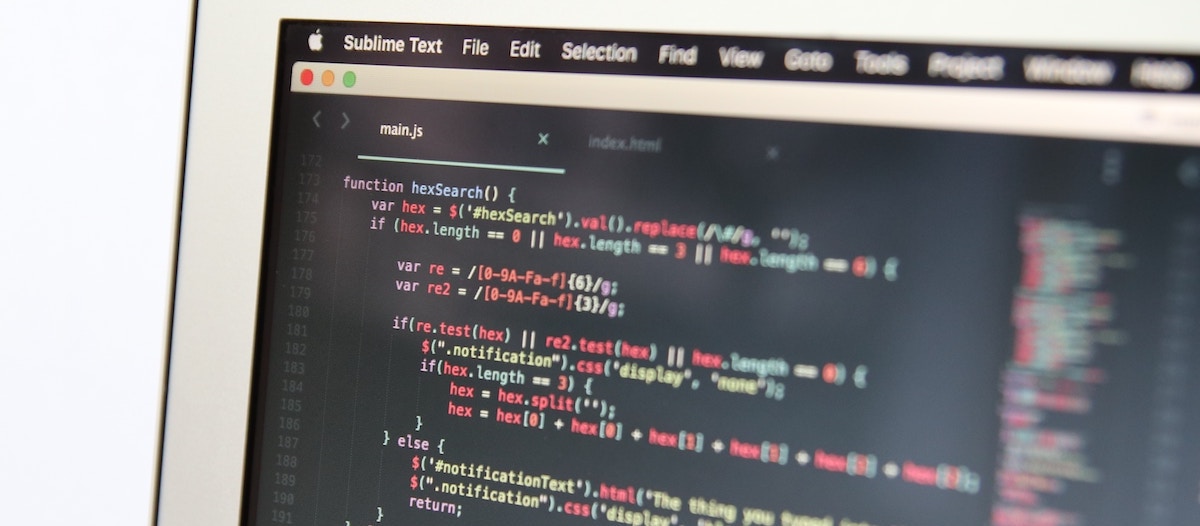 Sublime Text File Edit Selection Find View Goto Tools Project Window Help
main.js index.html
172
173 function hexSearch() {
174 var hex = $('#hexSearch').val().replace(/\#/g, '');
175 if (hex.length == 0 || hex.length == 3 || hex.length == ) {
176
177 var re = /[0-9A-Fa-f]{6}/g;
178 var re2 = /[0-9A-Fa-f]{3}/g;
179
180 if(re.test(hex) || re2.test(hex) || hex.length == ) {
181 $(".notification").css("display", "none");
182 if(hex.length == 3) {
183 hex = hex.split('');
184 hex = hex[0] + hex[0] + hex[1] + hex[1] + hex[2] + hex[2];
185 }
186 } else {
187 $('#notificationText').html("The thing you typed
188 $(".notification").css("display",
189 return;
190 }
191 }